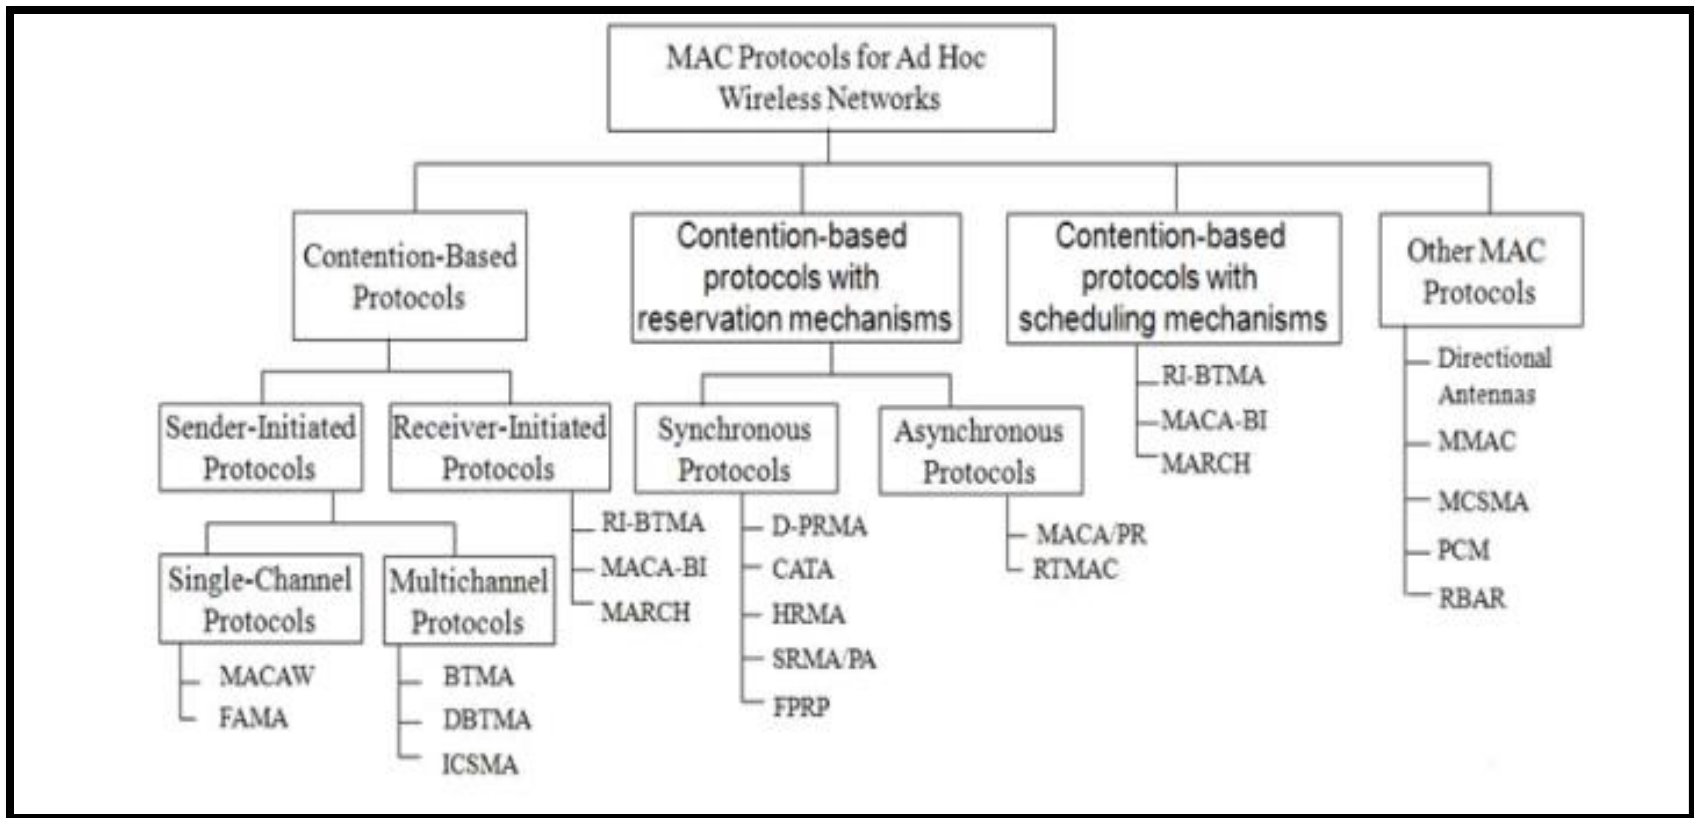 MAC Protocols for Ad Hoc
Wireless Networks
Contention-Based
Protocols
Contention-based
protocols with
reservation mechanisms
Contention-based
protocols with
scheduling mechanisms
Other MAC
Protocols
Sender-Initiated
Protocols
Receiver-Initiated
Protocols
Synchronous
Protocols
Asynchronous
Protocols
RI-BTMA
MACA-BI
MARCH
Directional
Antennas
MMAC
MCSMA
PCM
RBAR
Single-Channel
Protocols
Multichannel
Protocols
RI-BTMA
MACA-BI
MARCH
D-PRMA
CATA
HRMA
SRMA/PA
FPRP
MACA/PR
RTMAC
MACAW
FAMA
BTMA
DBTMA
ICSMA